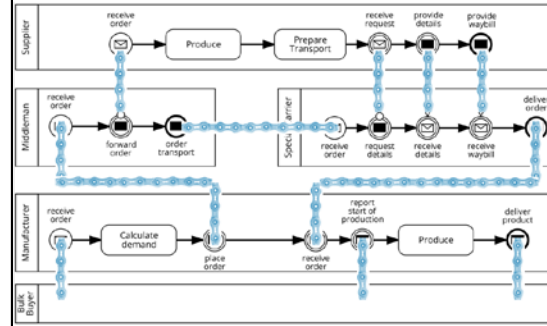 Supplier
receive
order
Produce
Prepare
Transport
receive
request
provide
details
provide
waybill
Middleman
receive
order
forward
order
order
transport
receive
order
request
details
receive
details
receive
waybill
deliver
order
Manufacturer
receive
order
Calculate
demand
place
order
receive
order
report
start of
production
Produce
deliver
product
Bulk
Buyer